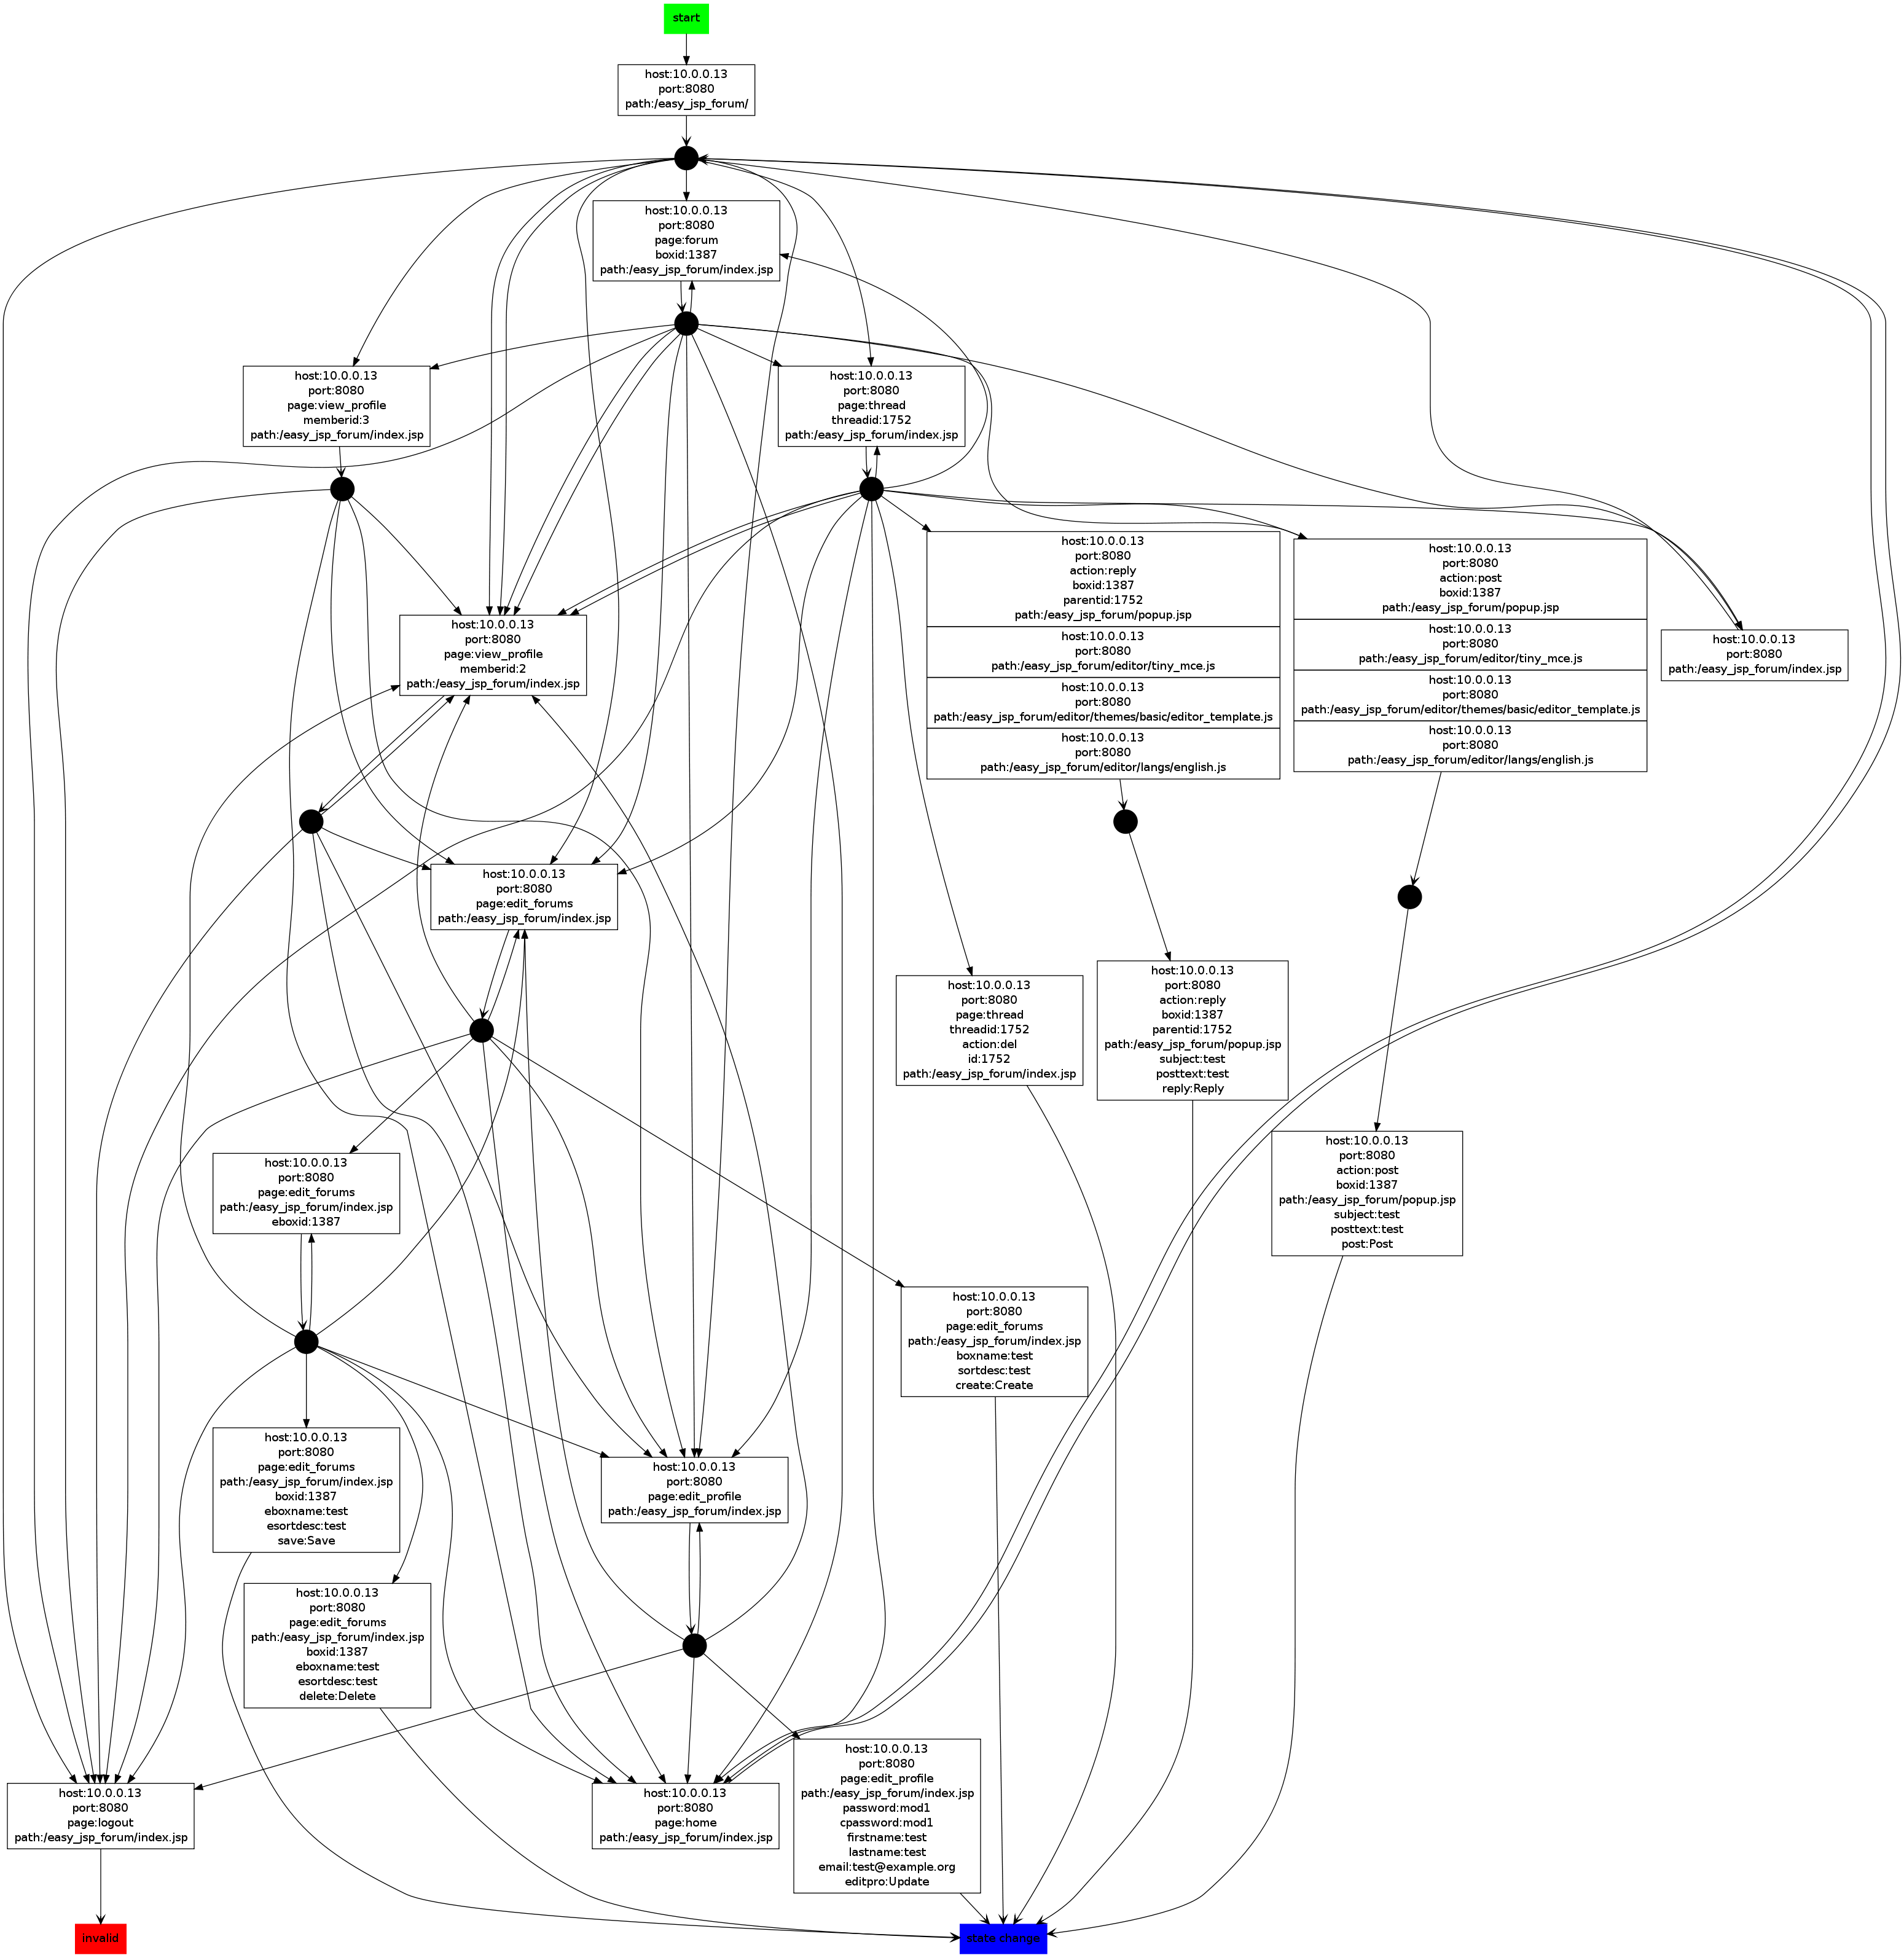 start
host:10.0.0.13
port:8080
path:/easy_jsp_forum/
host:10.0.0.13
port:8080
page:forum
boxid:1387
path:/easy_jsp_forum/index.jsp
host:10.0.0.13
port:8080
page:view_profile
memberid:3
path:/easy_jsp_forum/index.jsp
host:10.0.0.13
port:8080
page:thread
threadid:1752
path:/easy_jsp_forum/index.jsp
host:10.0.0.13
port:8080
page:view_profile
memberid:2
path:/easy_jsp_forum/index.jsp
host:10.0.0.13
port:8080
action:reply
boxid:1387
parentid:1752
path:/easy_jsp_forum/popup.jsp
host:10.0.0.13
port:8080
path:/easy_jsp_forum/editor/tiny_mce.js
host:10.0.0.13
port:8080
path:/easy_jsp_forum/editor/themes/basic/editor_template.js
host:10.0.0.13
port:8080
path:/easy_jsp_forum/editor/langs/english.js
host:10.0.0.13
port:8080
action:post
boxid:1387
path:/easy_jsp_forum/popup.jsp
host:10.0.0.13
port:8080
path:/easy_jsp_forum/editor/tiny_mce.js
host:10.0.0.13
port:8080
path:/easy_jsp_forum/editor/themes/basic/editor_template.js
host:10.0.0.13
port:8080
path:/easy_jsp_forum/editor/langs/english.js
host:10.0.0.13
port:8080
path:/easy_jsp_forum/index.jsp
host:10.0.0.13
port:8080
page:edit_forums
path:/easy_jsp_forum/index.jsp
host:10.0.0.13
port:8080
page:thread
threadid:1752
action:del
id:1752
path:/easy_jsp_forum/index.jsp
host:10.0.0.13
port:8080
action:reply
boxid:1387
parentid:1752
path:/easy_jsp_forum/popup.jsp
subject:test
posttext:test
reply:Reply
host:10.0.0.13
port:8080
action:post
boxid:1387
path:/easy_jsp_forum/popup.jsp
subject:test
posttext:test
post:Post
host:10.0.0.13
port:8080
page:edit_forums
path:/easy_jsp_forum/index.jsp
eboxid:1387
host:10.0.0.13
port:8080
page:edit_forums
path:/easy_jsp_forum/index.jsp
boxname:test
sortdesc:test
create:Create
host:10.0.0.13
port:8080
page:edit_forums
path:/easy_jsp_forum/index.jsp
boxid:1387
eboxname:test
esortdesc:test
save:Save
host:10.0.0.13
port:8080
page:edit_profile
path:/easy_jsp_forum/index.jsp
host:10.0.0.13
port:8080
page:edit_forums
path:/easy_jsp_forum/index.jsp
boxid:1387
eboxname:test
esortdesc:test
delete:Delete
host:10.0.0.13
port:8080
page:logout
path:/easy_jsp_forum/index.jsp
host:10.0.0.13
port:8080
page:home
path:/easy_jsp_forum/index.jsp
host:10.0.0.13
port:8080
page:edit_profile
path:/easy_jsp_forum/index.jsp
password:mod1
cpassword:mod1
firstname:test
lastname:test
email:test@example.org
editpro:Update
invalid
state change